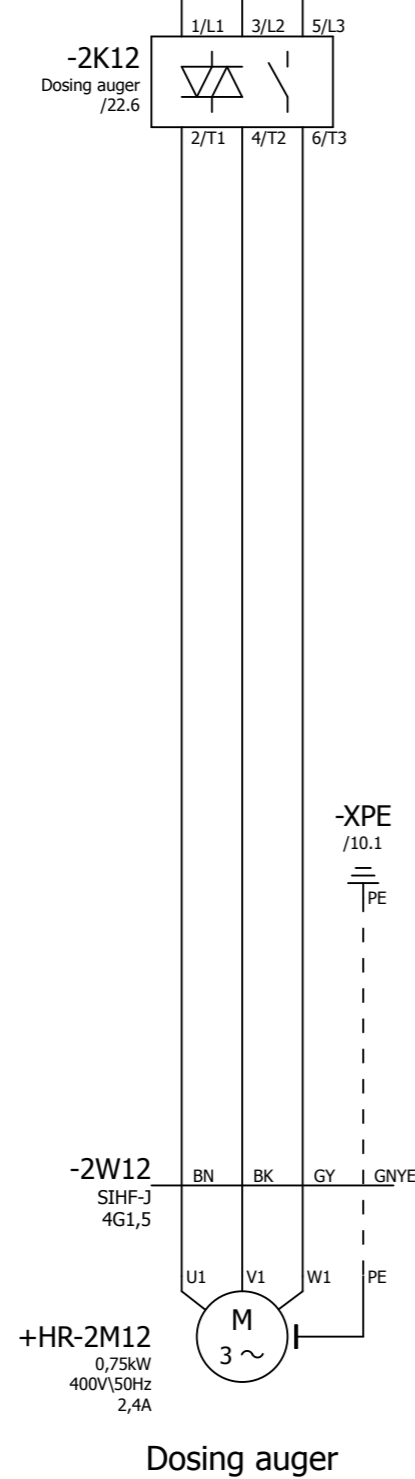 1/L1 3/L2 5/L3
-2K12
Dosing auger
/22.6
2/T1 4/T2 6/T3
-XPE
/10.1
PE
-2W12
SIHF-J
4G1,5
BN BK GY GNYE
U1 V1 W1 PE
+HR-2M12
0,75kW
400V\50Hz
2,4A
M
3 ~
Dosing auger